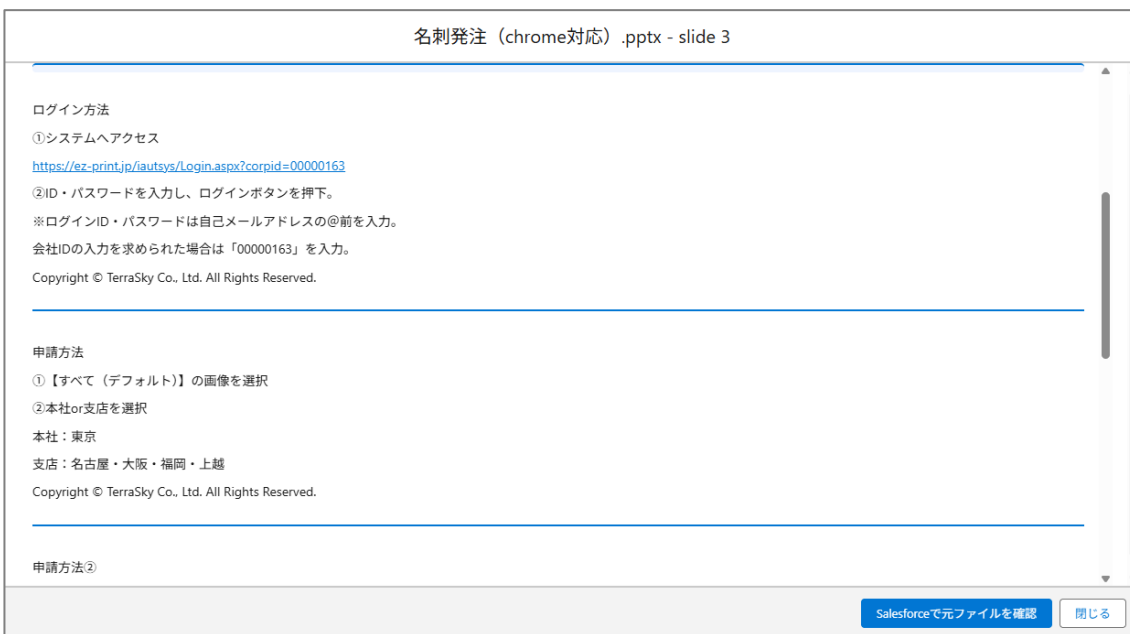 名刺発注（chrome対応）.pptx - slide 3
ログイン方法
①システムへアクセス
https://ez-print.jp/iautsys/Login.aspx?corpid=00000163
②ID・パスワードを入力し、ログインボタンを押下。
※ログインID・パスワードは自己メールアドレスの@前を入力。
会社IDの入力を求められた場合は「00000163」を入力。
Copyright © TerraSky Co., Ltd. All Rights Reserved.
申請方法
①【すべて（デフォルト）】の画像を選択
②本社or支店を選択
本社：東京
支店：名古屋・大阪・福岡・上越
Copyright © TerraSky Co., Ltd. All Rights Reserved.
申請方法②
Salesforceで元ファイルを確認
閉じる